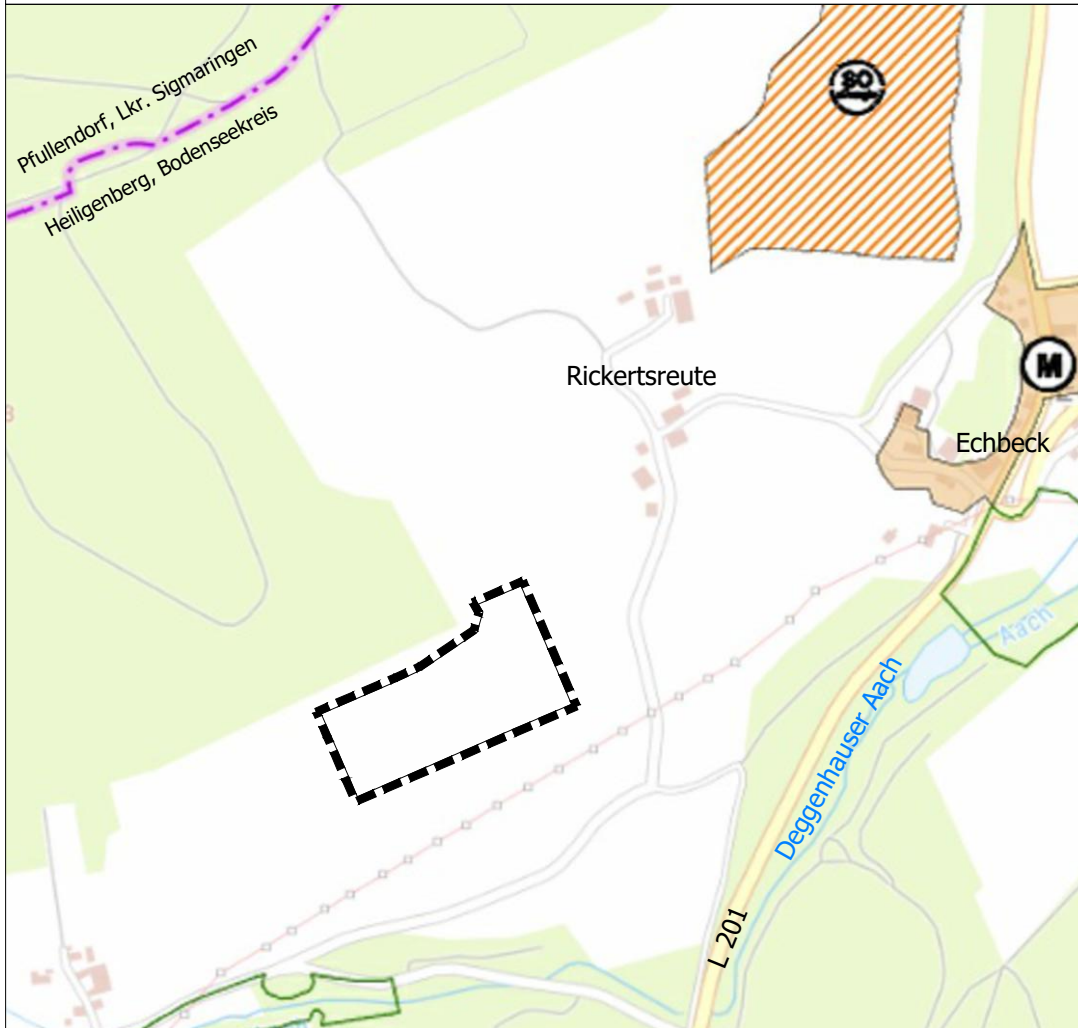 Pfullendorf, Lkr. Sigmaringen
Heiligenberg, Bodenseekreis
SO
Rickertsreute
M
Echbeck
Aach
Deggenhauser Aach
L 201